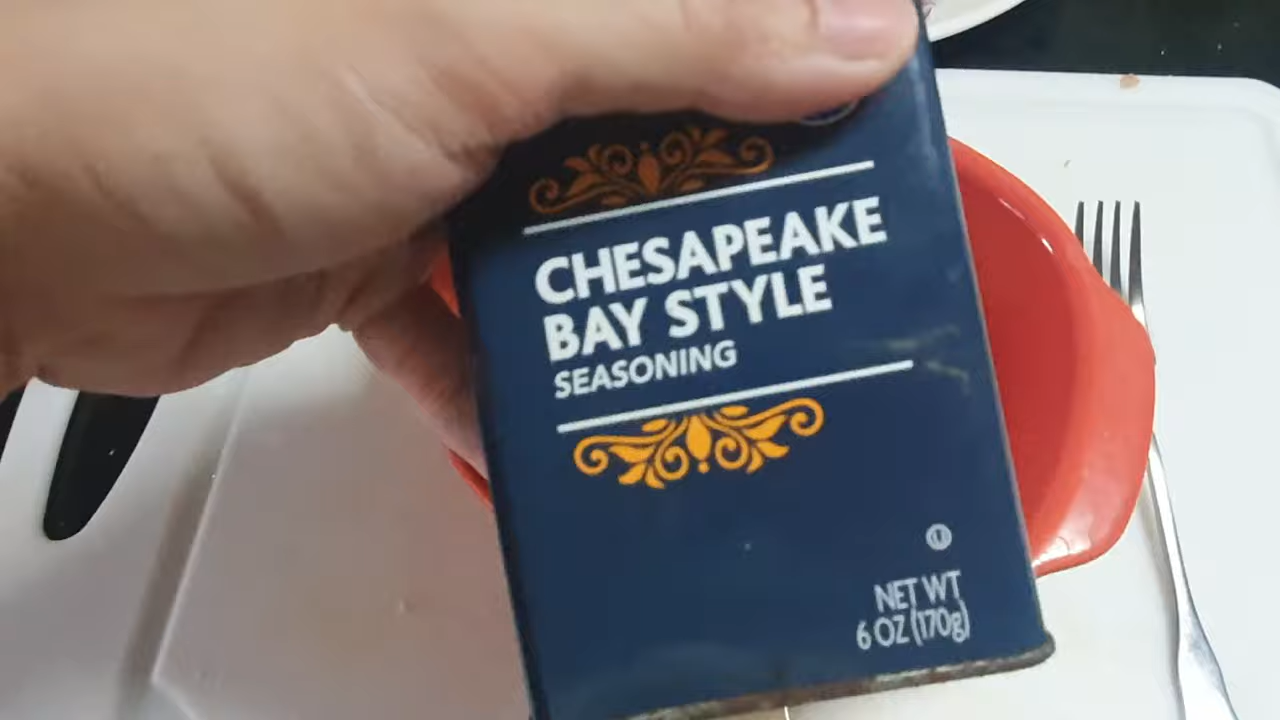 CHESAPEAKE
BAY STYLE
SEASONING
U
NET WT
6 OZ (170g)